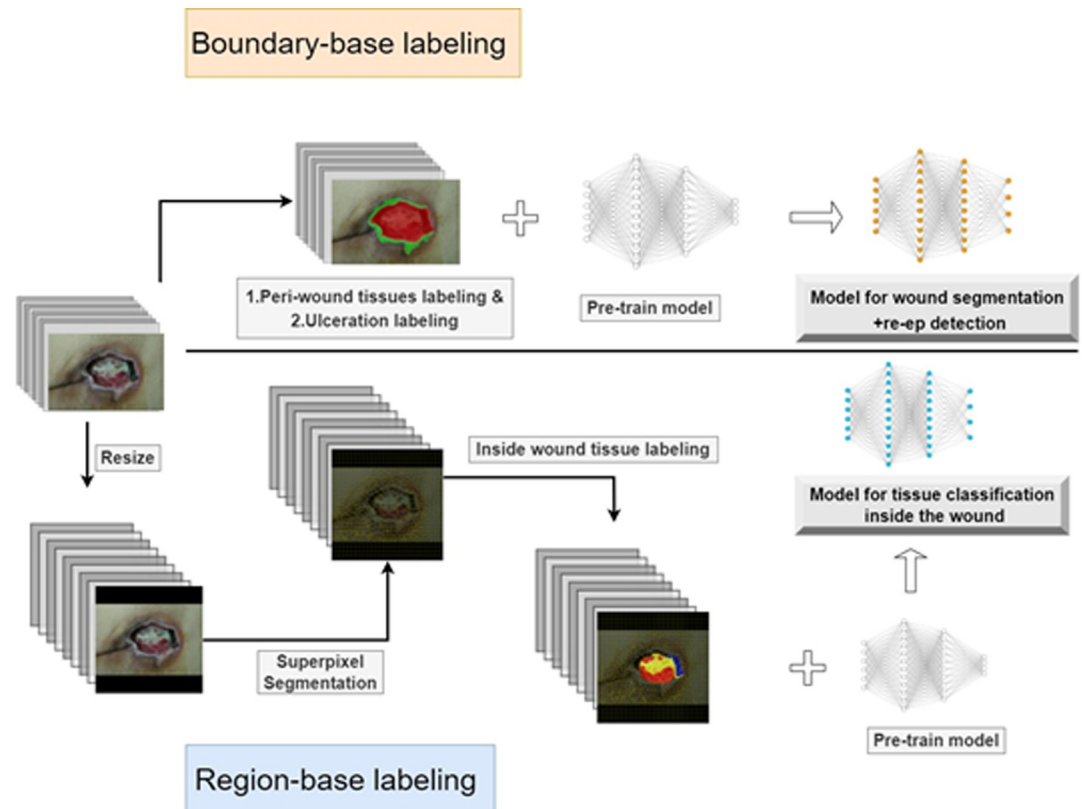 Boundary-base labeling
1.Peri-wound tissues labeling &
2.Ulceration labeling
Pre-train model
Model for wound segmentation
+re-ep detection
Resize
Superpixel
Segmentation
Inside wound tissue labeling
Model for tissue classification
inside the wound
Pre-train model
Region-base labeling